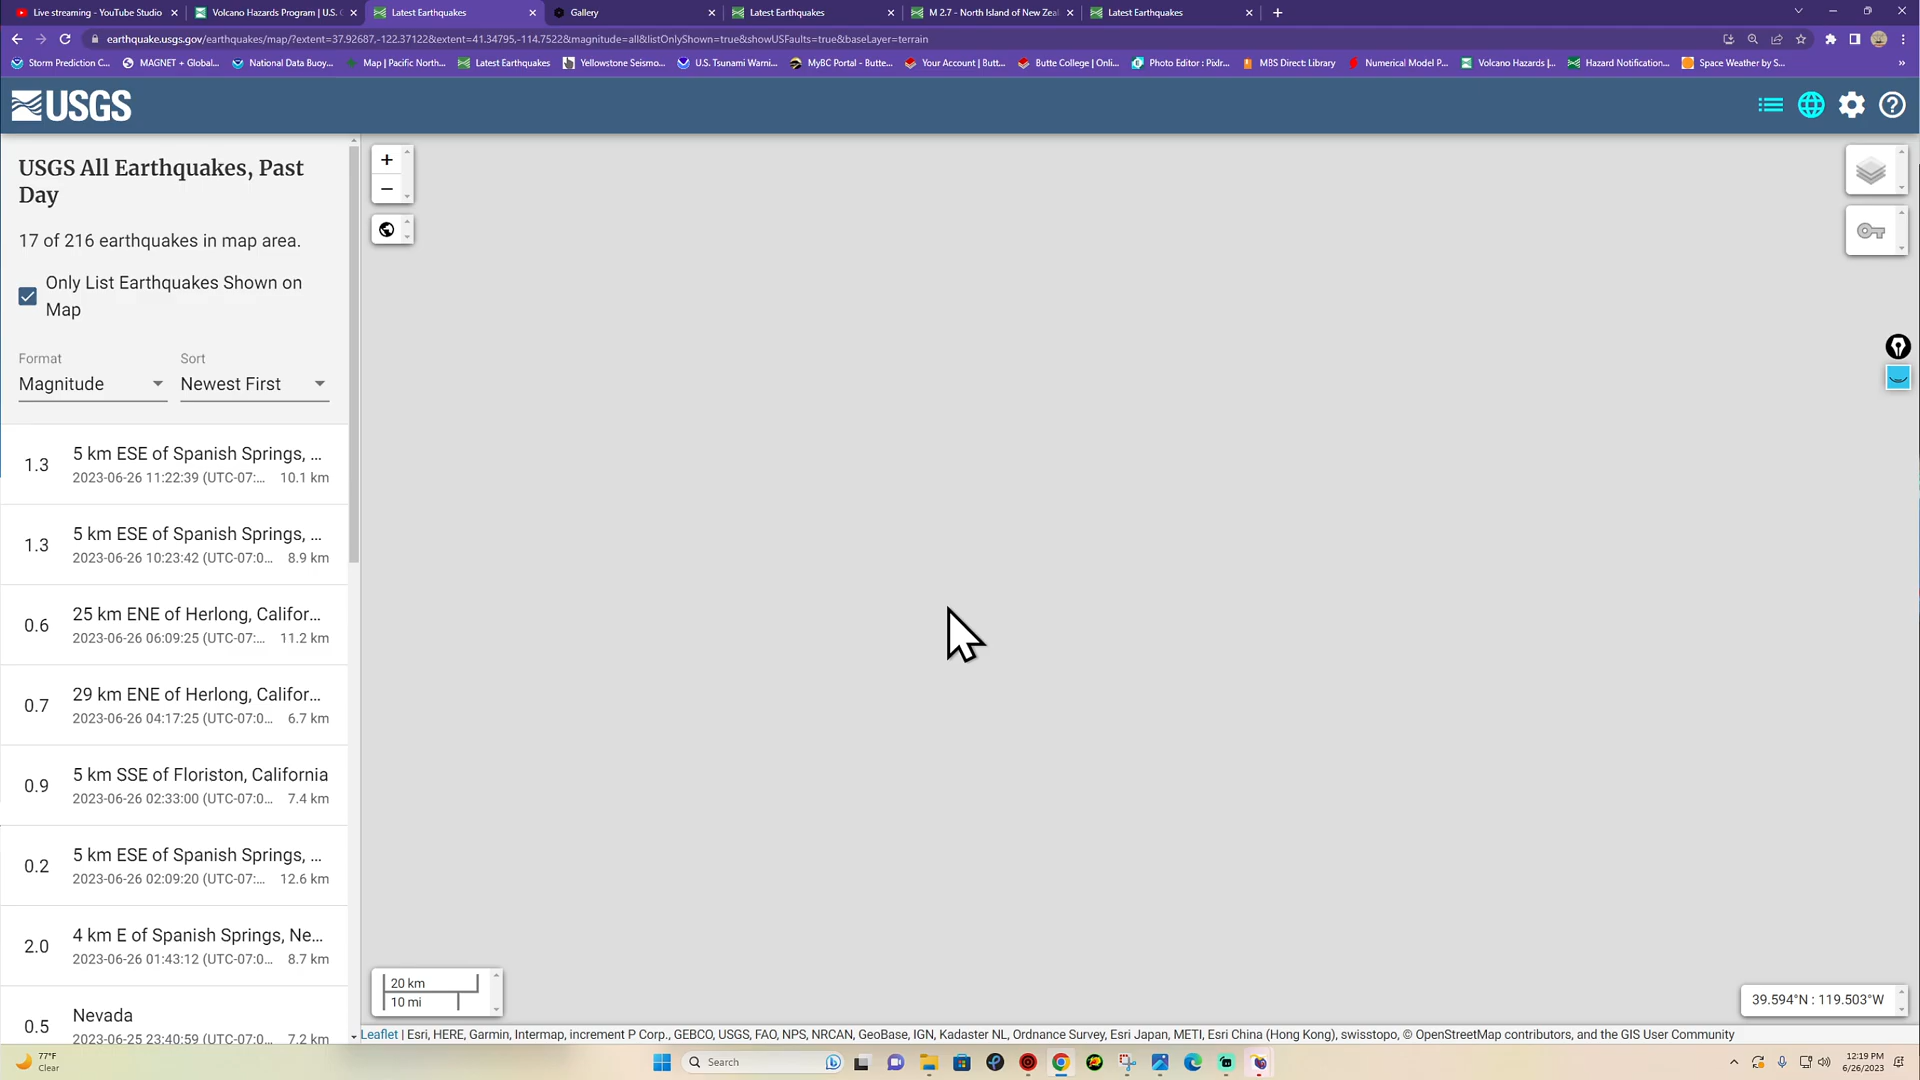 Live streaming - YouTube Studio
Volcano Hazards Program | U.S. G
Latest Earthquakes
Gallery
Latest Earthquakes
M 2.7 - North Island of New Zeal
Latest Earthquakes
earthquake.usgs.gov/earthquakes/map/?extent=37.92687,-122.37122&extent=41.34795,-114.7522&magnitude=all&listOnlyShown=true&showUSFaults=true&baseLayer=terrain
Storm Prediction C...
MAGNET + Global...
National Data Buoy...
Map | Pacific North...
Latest Earthquakes
Yellowstone Seismo...
U.S. Tsunami Warni...
MyBC Portal - Butte...
Your Account | Butt...
Butte College | Onli...
Photo Editor : Pixlr...
MBS Direct: Library
Numerical Model P...
Volcano Hazards |...
Hazard Notification...
Space Weather by S...
USGS
USGS All Earthquakes, Past
Day
17 of 216 earthquakes in map area.
Only List Earthquakes Shown on
Map
Format
Sort
Magnitude
Newest First
1.3
5 km ESE of Spanish Springs, ...
2023-06-26 11:22:39 (UTC-07:...
10.1 km
1.3
5 km ESE of Spanish Springs, ...
2023-06-26 10:23:42 (UTC-07:0...
8.9 km
0.6
25 km ENE of Herlong, Califor...
2023-06-26 06:09:25 (UTC-07:...
11.2 km
0.7
29 km ENE of Herlong, Califor...
2023-06-26 04:17:25 (UTC-07:0...
6.7 km
0.9
5 km SSE of Floriston, California
2023-06-26 02:33:00 (UTC-07:0...
7.4 km
0.2
5 km ESE of Spanish Springs, ...
2023-06-26 02:09:20 (UTC-07:...
12.6 km
2.0
4 km E of Spanish Springs, Ne...
2023-06-26 01:43:12 (UTC-07:0...
8.7 km
0.5
Nevada
2023-06-25 23:40:59 (UTC-07:0...
7.2 km
20 km
10 mi
39.594°N : 119.503°W
Leaflet | Esri, HERE, Garmin, Intermap, increment P Corp., GEBCO, USGS, FAO, NPS, NRCAN, GeoBase, IGN, Kadaster NL, Ordnance Survey, Esri Japan, METI, Esri China (Hong Kong), swisstopo, © OpenStreetMap contributors, and the GIS User Community
77°F
Clear
Search
12:19 PM
6/26/2023